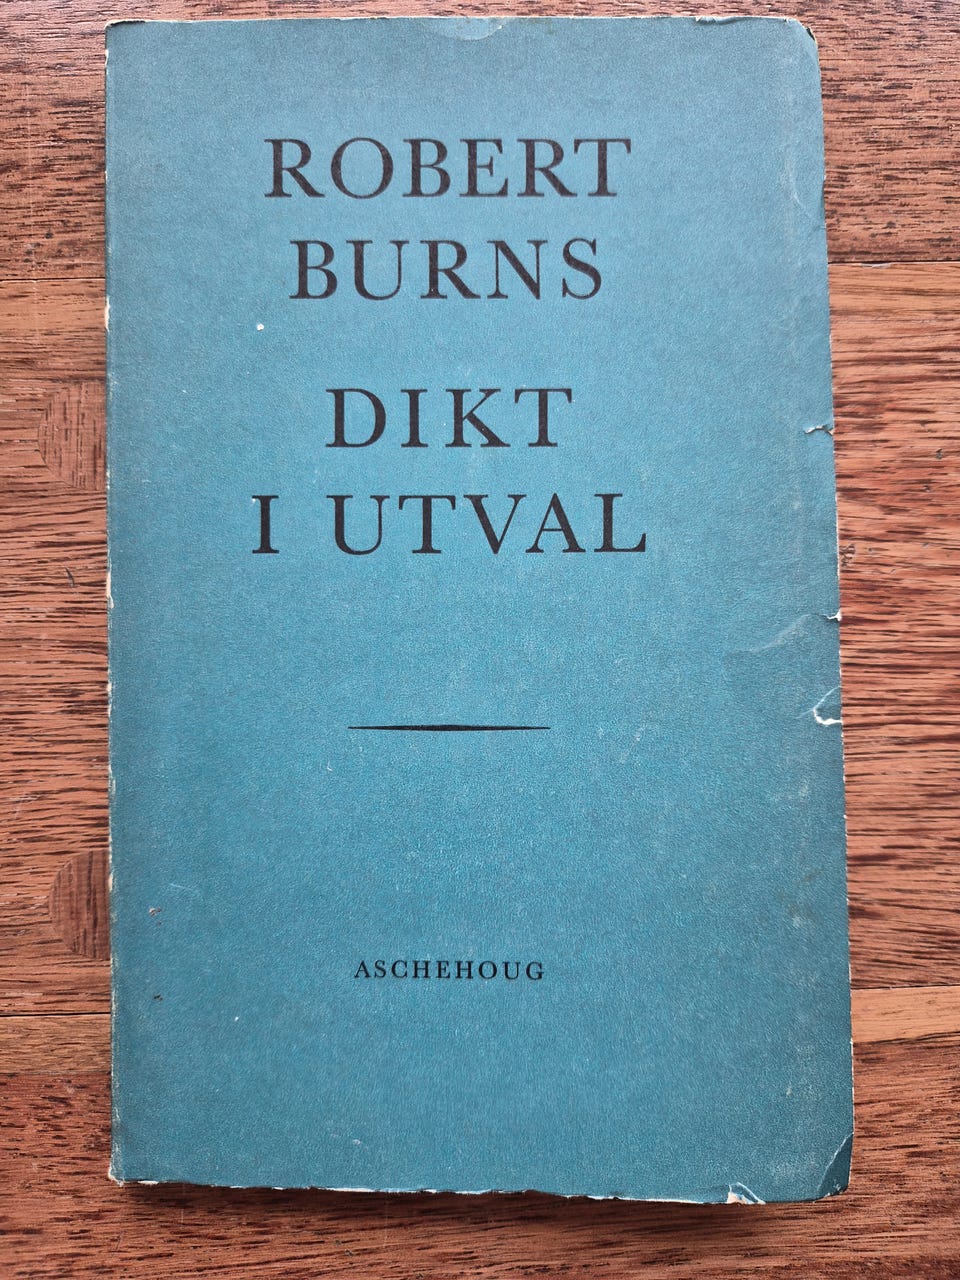 ROBERT
BURNS
DIKT
I UTVAL
ASCHEHOUG